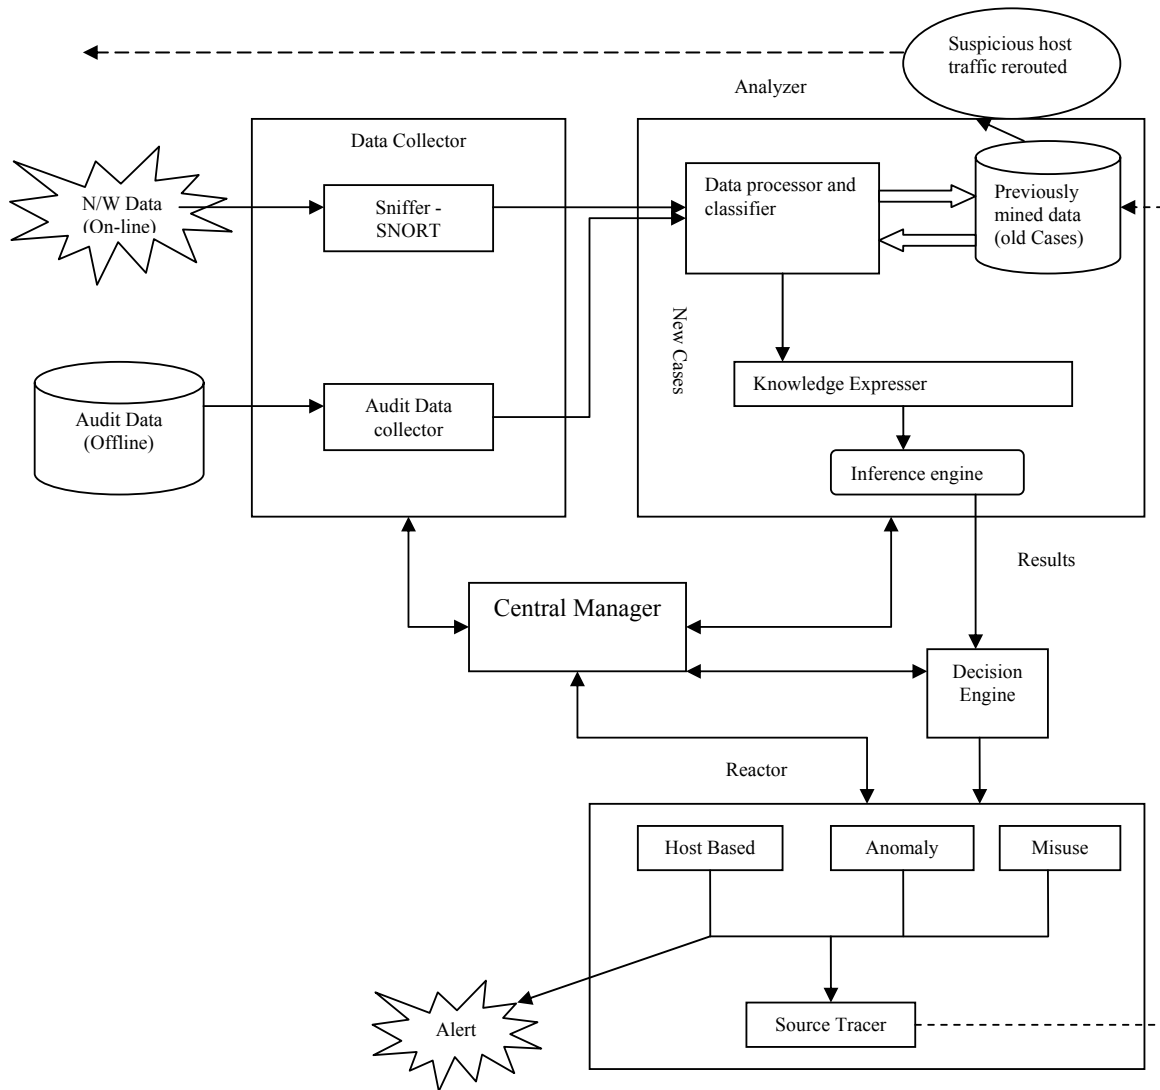 Suspicious host
traffic rerouted
Analyzer
Data Collector
N/W Data
(On-line)
Sniffer -
SNORT
Data processor and
classifier
Previously
mined data
(old Cases)
New Cases
Knowledge Expresser
Audit Data
(Offline)
Audit Data
collector
Inference engine
Results
Central Manager
Decision
Engine
Reactor
Host Based
Anomaly
Misuse
Source Tracer
Alert